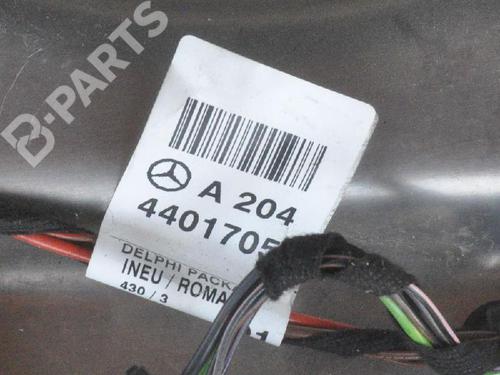 B-PARTS
A 204
4401705
DELPHI PACK
INEU / ROMA
430 / 3